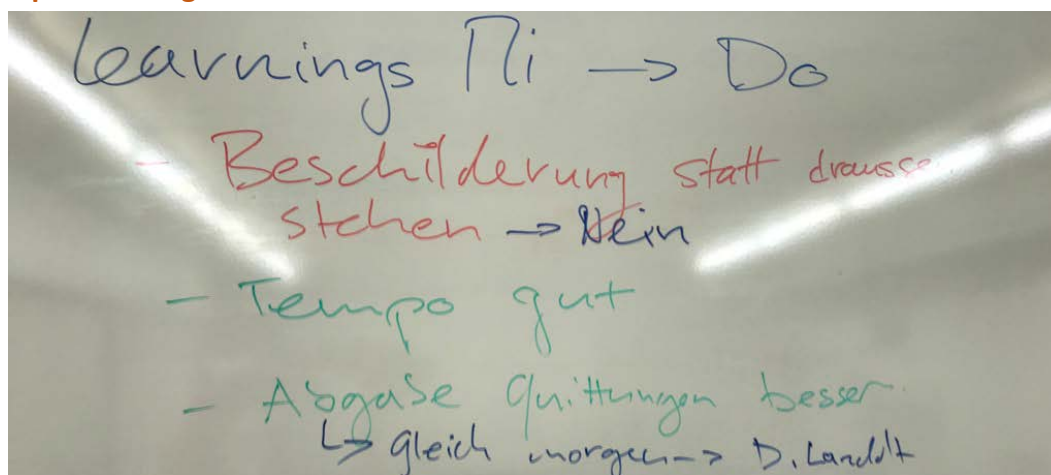 Learnings Mi → Do
- Beschilderung statt drausse
stehen → Nein
- Tempo gut
- Abgabe Quittungen besser
↳ gleich morgen → D. Landolt